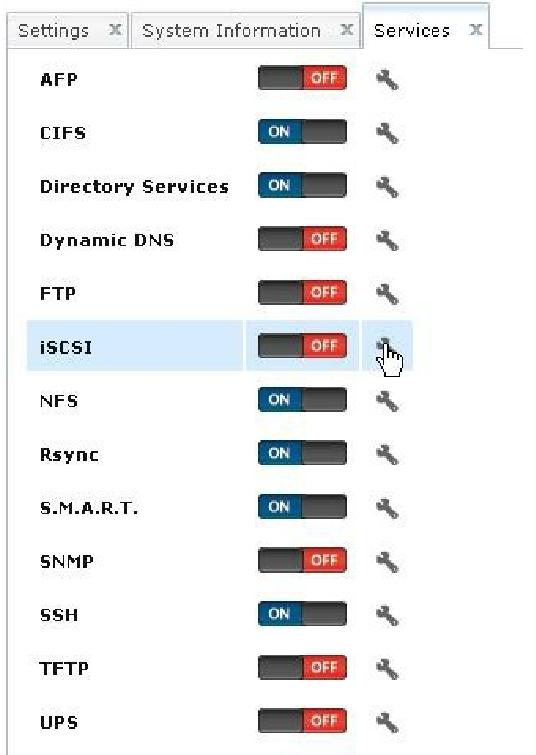 Settings x System Information x Services x
AFP OFF
CIFS ON
Directory Services ON
Dynamic DNS OFF
FTP OFF
iSCSI OFF
NFS ON
Rsync ON
S.M.A.R.T. ON
SNMP OFF
SSH ON
TFTP OFF
UPS OFF